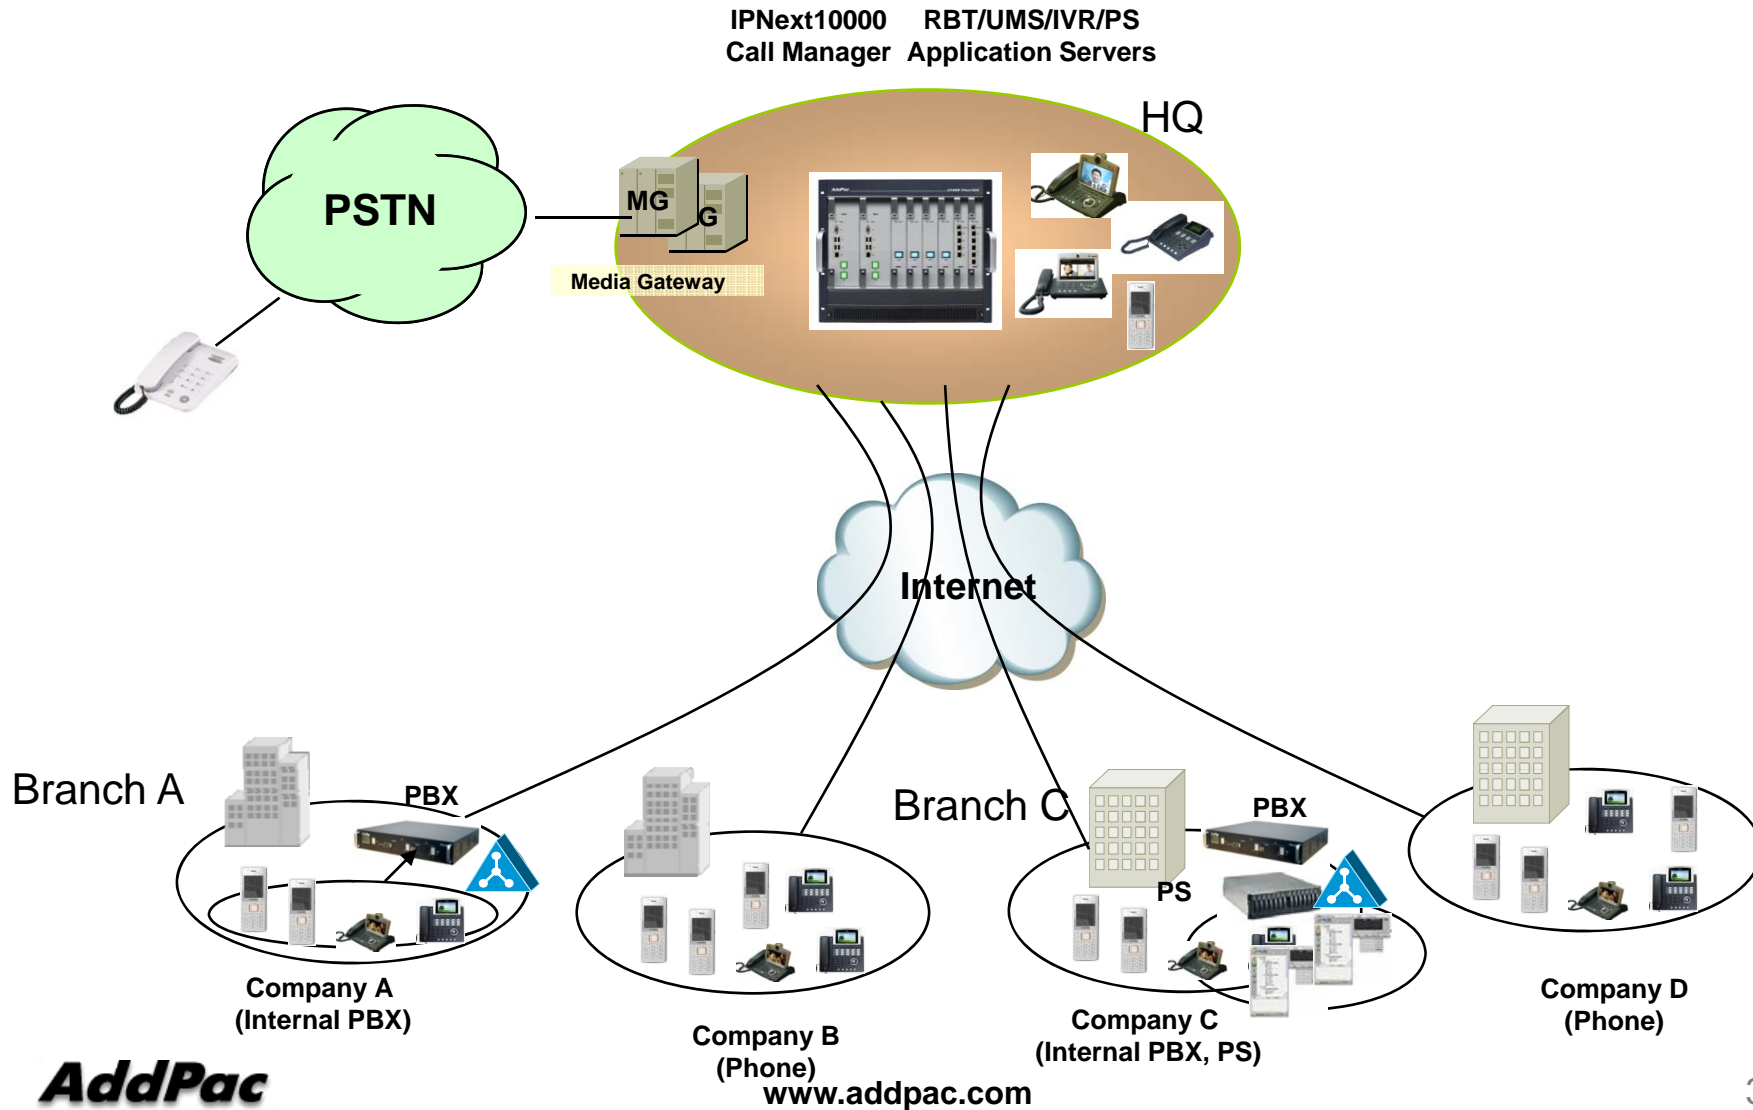 IPNext10000 RBT/UMS/IVR/PS
Call Manager Application Servers
HQ
PSTN
MG
G
Media Gateway
AddPac
Internet
Branch A
PBX
Branch C
PBX
PS
Company A
(Internal PBX)
Company B
(Phone)
Company C
(Internal PBX, PS)
Company D
(Phone)
AddPac
www.addpac.com